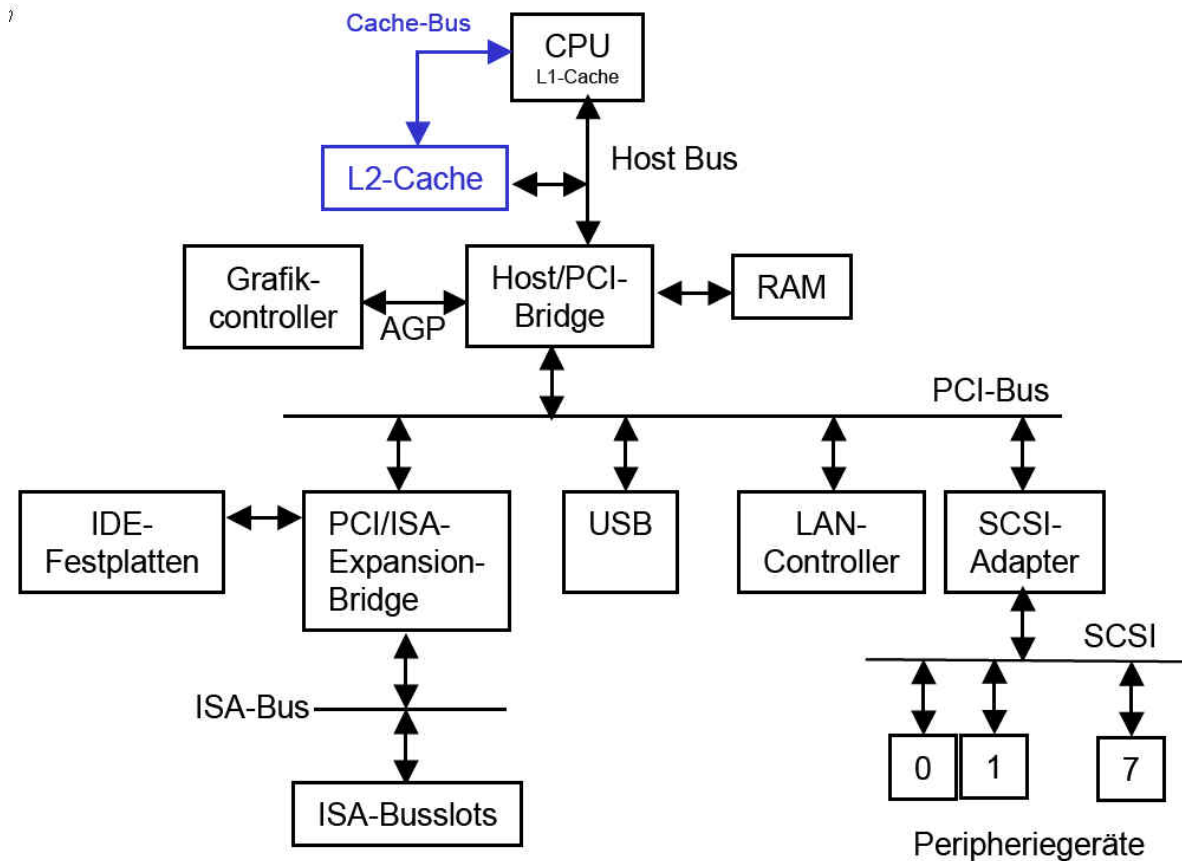 Cache-Bus
CPU
L1-Cache
Host Bus
L2-Cache
Grafik-
controller
AGP
Host/PCI-
Bridge
RAM
PCI-Bus
IDE-
Festplatten
PCI/ISA-
Expansion-
Bridge
USB
LAN-
Controller
SCSI-
Adapter
SCSI
ISA-Bus
0
1
7
ISA-Busslots
Peripheriegeräte